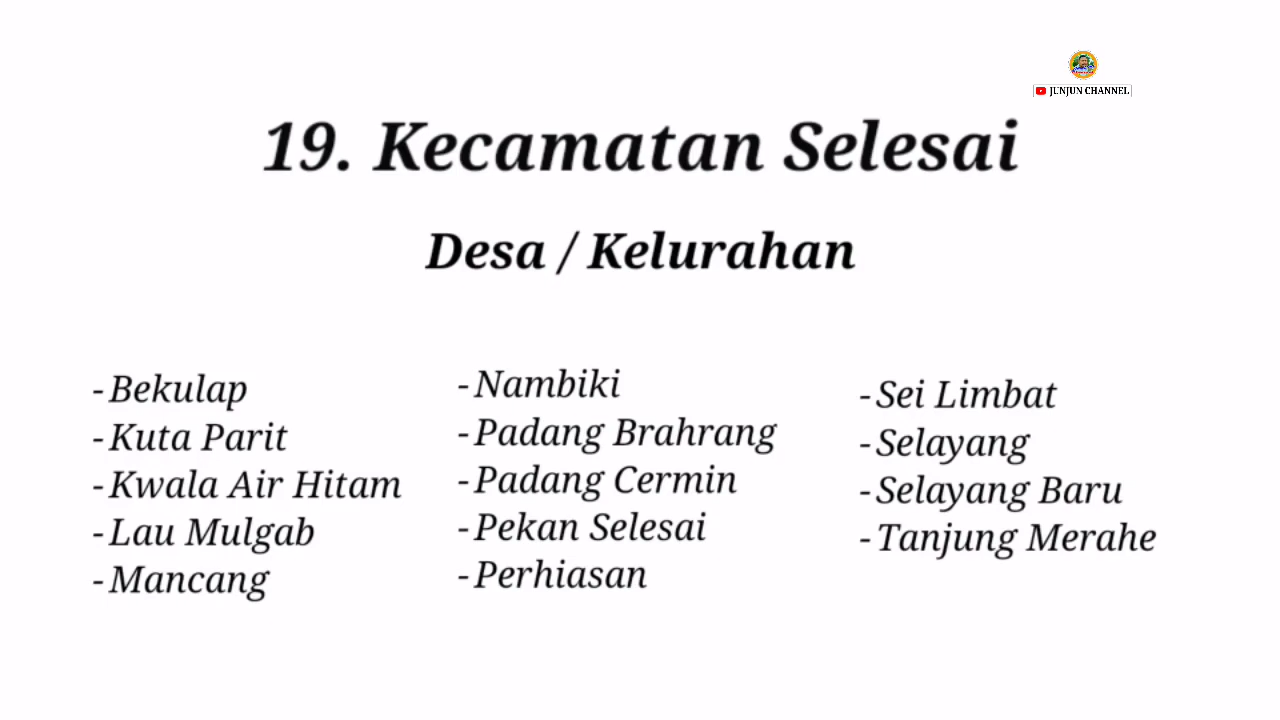 JUNJUN CHANNEL
19. Kecamatan Selesai
Desa / Kelurahan
- Bekulap
- Kuta Parit
- Kwala Air Hitam
- Lau Mulgab
- Mancang
- Nambiki
- Padang Brahrang
- Padang Cermin
- Pekan Selesai
- Perhiasan
- Sei Limbat
- Selayang
- Selayang Baru
- Tanjung Merahe